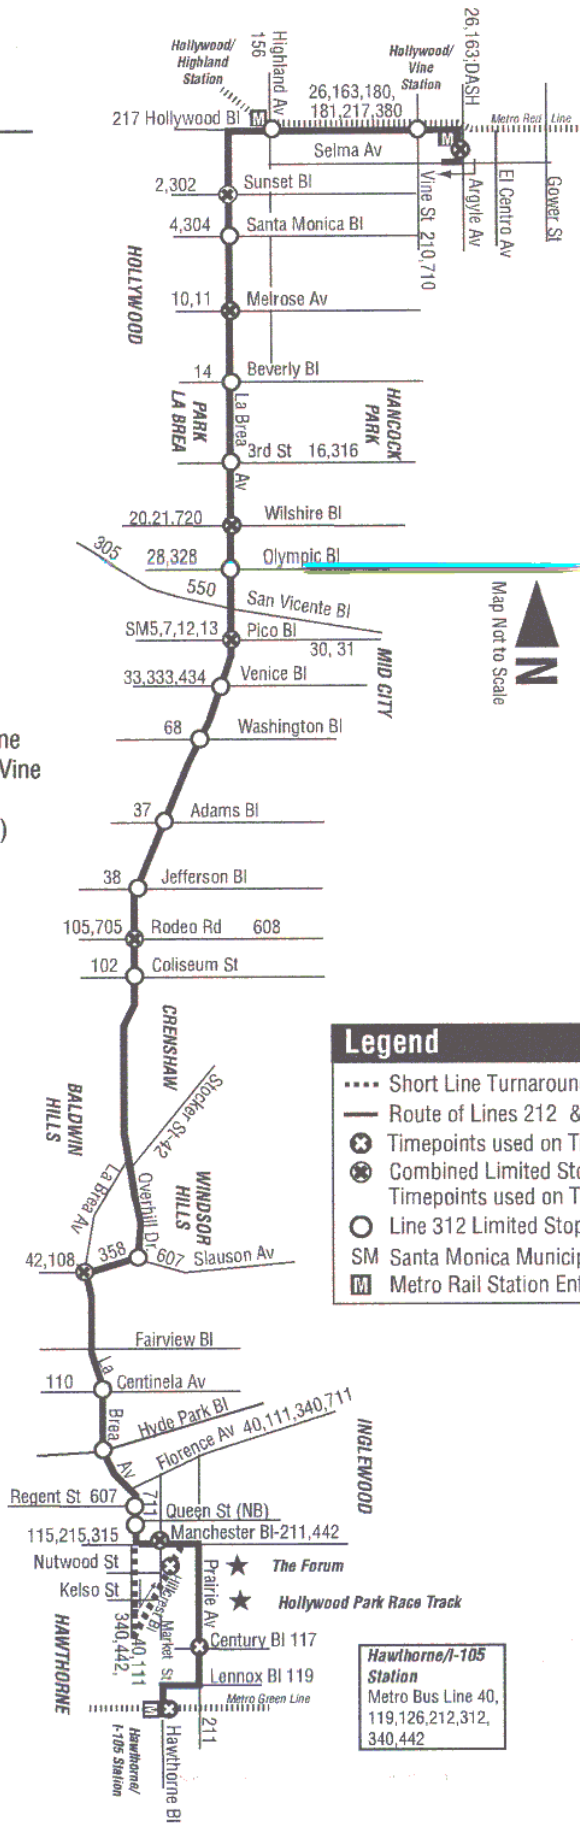 26,163;DASH
Hollywood/
Highland
Station
156
Highland Av
Hollywood/
Vine
Station
26,163,180,
181,217,380
217 Hollywood Bl
M
M
Metro Red Line
Selma Av
Vine St 210,710
Argyle Av
El Centro Av
Gower St
2,302 Sunset Bl
4,304 Santa Monica Bl
HOLLYWOOD
10,11 Melrose Av
14 Beverly Bl
PARK
LA BREA
La Brea
Av
HANCOCK
PARK
3rd St 16,316
20,21,720 Wilshire Bl
305
28,328 Olympic Bl
550 San Vicente Bl
Map Not to Scale
N
SM5,7,12,13 Pico Bl
30, 31
MID CITY
33,333,434 Venice Bl
68 Washington Bl
ne
Vine
)
37 Adams Bl
38 Jefferson Bl
105,705 Rodeo Rd 608
102 Coliseum St
CRENSHAW
BALDWIN
HILLS
Stocker St-42
La Brea Av
Overhill Dr.
WINDSOR
HILLS
Legend
Short Line Turnaroun
Route of Lines 212 &
Timepoints used on T
Combined Limited Sto
Timepoints used on T
Line 312 Limited Stop
SM Santa Monica Municip
M Metro Rail Station Ent
42,108 358 607 Slauson Av
Fairview Bl
La
Brea
Av
110 Centinela Av
Hyde Park Bl
Florence Av 40,111,340,711
INGLEWOOD
Regent St 607
711
Queen St (NB)
115,215,315 Manchester Bl-211,442
Nutwood St
Kelso St
Hillcrest Bl
Market St
Prairie Av
The Forum
Hollywood Park Race Track
HAWTHORNE
340,442,
40,111
Century Bl 117
Lennox Bl 119
Metro Green Line
M
Hawthorne/
I-105 Station
Hawthorne Bl
211
Hawthorne/I-105
Station
Metro Bus Line 40,
119,126,212,312,
340,442